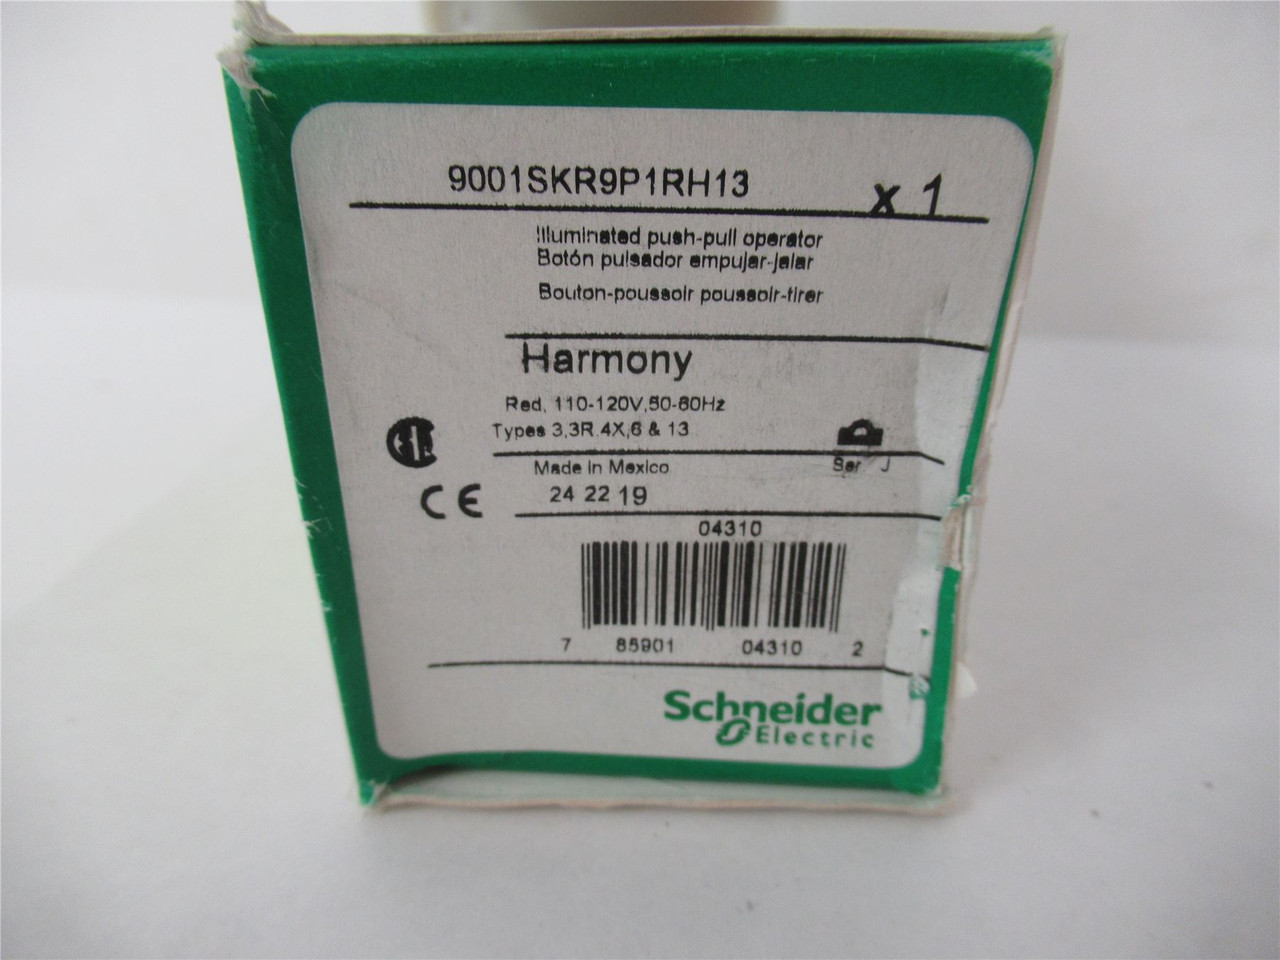 9001SKR9P1RH13 x 1
Illuminated push-pull operator
Botón pulsador empujar-jalar
Bouton-poussoir poussoir-tirer
Harmony
Red, 110-120V,50-60Hz
Types 3,3R.4X,6 & 13
Made in Mexico Ser J
CE 24 22 19
04310
7 85901 04310 2
Schneider
Electric